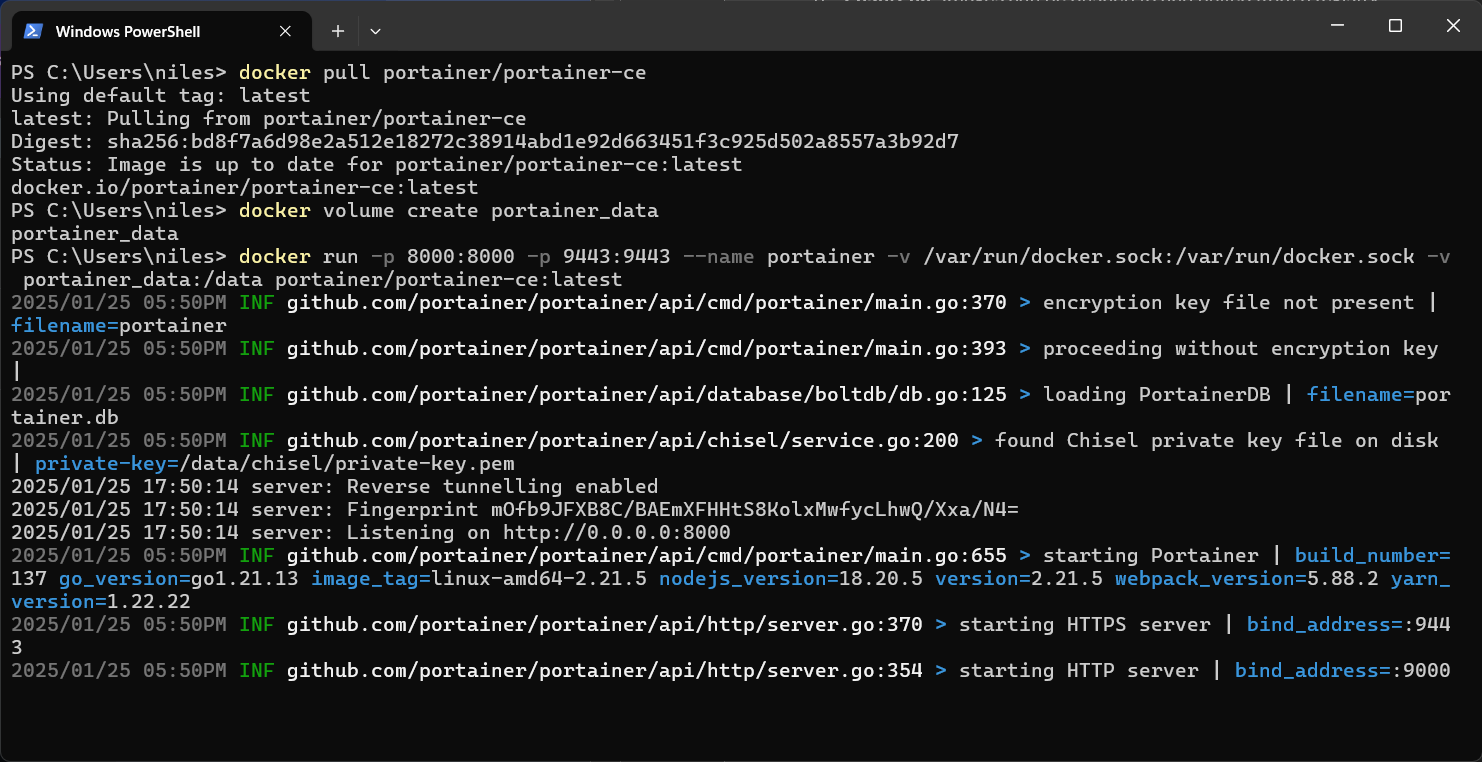 Windows PowerShell
PS C:\Users\niles> docker pull portainer/portainer-ce
Using default tag: latest
latest: Pulling from portainer/portainer-ce
Digest: sha256:bd8f7a6d98e2a512e18272c38914abd1e92d663451f3c925d502a8557a3b92d7
Status: Image is up to date for portainer/portainer-ce:latest
docker.io/portainer/portainer-ce:latest
PS C:\Users\niles> docker volume create portainer_data
portainer_data
PS C:\Users\niles> docker run -p 8000:8000 -p 9443:9443 --name portainer -v /var/run/docker.sock:/var/run/docker.sock -v
portainer_data:/data portainer/portainer-ce:latest
2025/01/25 05:50PM INF github.com/portainer/portainer/api/cmd/portainer/main.go:370 > encryption key file not present |
filename=portainer
2025/01/25 05:50PM INF github.com/portainer/portainer/api/cmd/portainer/main.go:393 > proceeding without encryption key
|
2025/01/25 05:50PM INF github.com/portainer/portainer/api/database/boltdb/db.go:125 > loading PortainerDB | filename=por
tainer.db
2025/01/25 05:50PM INF github.com/portainer/portainer/api/chisel/service.go:200 > found Chisel private key file on disk
| private-key=/data/chisel/private-key.pem
2025/01/25 17:50:14 server: Reverse tunnelling enabled
2025/01/25 17:50:14 server: Fingerprint mOfb9JFXB8C/BAEmXFHHtS8KolxMwfycLhwQ/Xxa/N4=
2025/01/25 17:50:14 server: Listening on http://0.0.0.0:8000
2025/01/25 05:50PM INF github.com/portainer/portainer/api/cmd/portainer/main.go:655 > starting Portainer | build_number=
137 go_version=go1.21.13 image_tag=linux-amd64-2.21.5 nodejs_version=18.20.5 version=2.21.5 webpack_version=5.88.2 yarn_
version=1.22.22
2025/01/25 05:50PM INF github.com/portainer/portainer/api/http/server.go:370 > starting HTTPS server | bind_address=:944
3
2025/01/25 05:50PM INF github.com/portainer/portainer/api/http/server.go:354 > starting HTTP server | bind_address=:9000